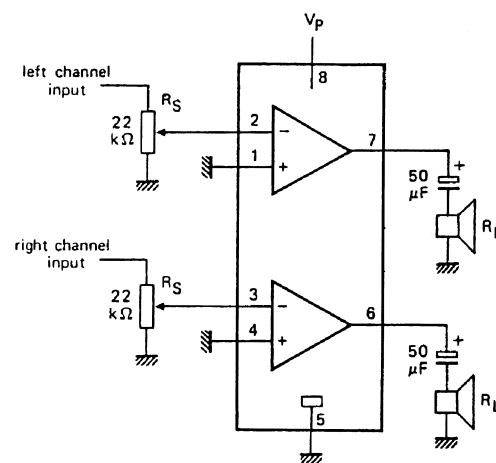 Vp
8
left channel
input
RS
22
kΩ
2
−
1
+
7
+
50
μF
RL
right channel
input
RS
22
kΩ
3
−
4
+
6
+
50
μF
RL
5